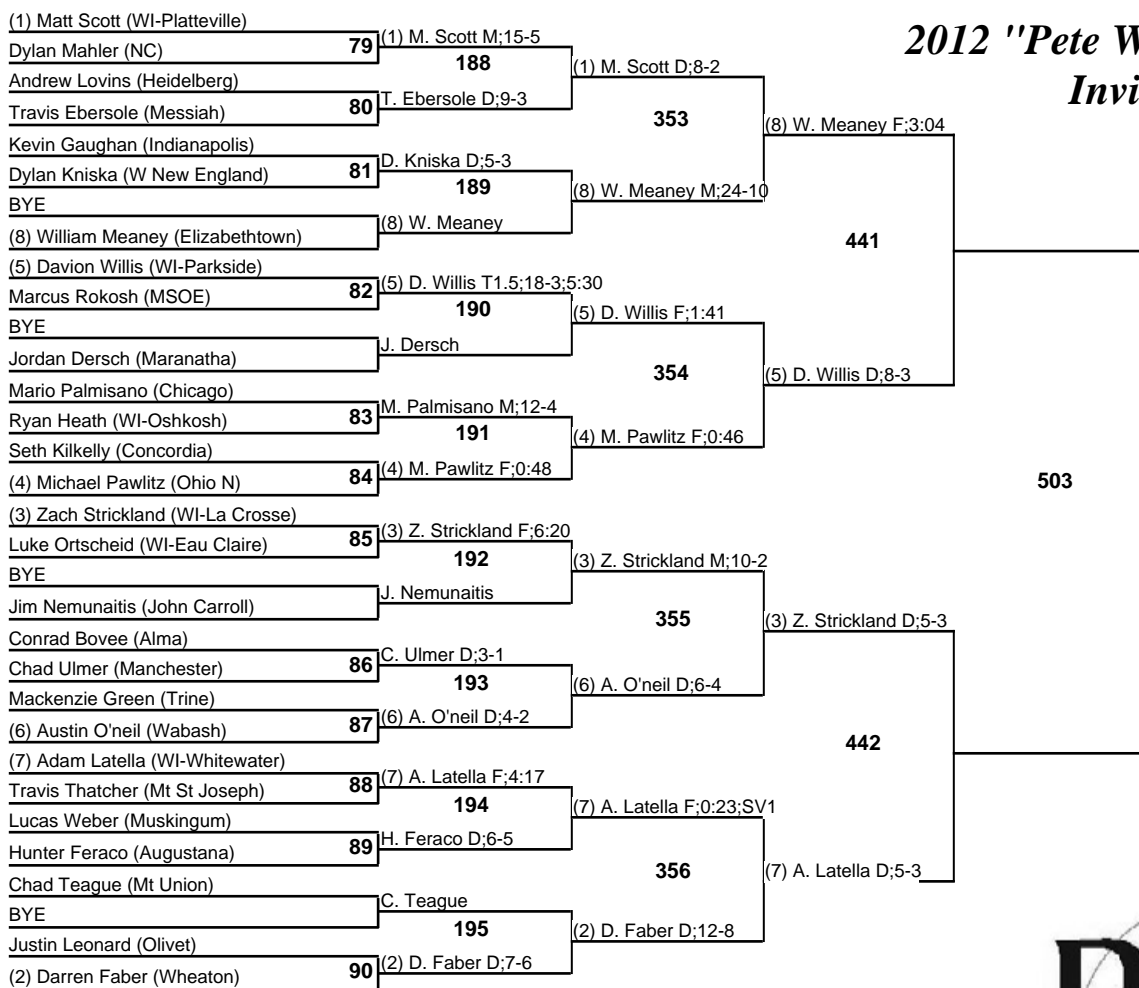 2012 "Pete W
Invi
(1) Matt Scott (WI-Platteville)
Dylan Mahler (NC)
79
Andrew Lovins (Heidelberg)
Travis Ebersole (Messiah)
80
Kevin Gaughan (Indianapolis)
Dylan Kniska (W New England)
81
BYE
(8) William Meaney (Elizabethtown)
(5) Davion Willis (WI-Parkside)
Marcus Rokosh (MSOE)
82
BYE
Jordan Dersch (Maranatha)
Mario Palmisano (Chicago)
Ryan Heath (WI-Oshkosh)
83
Seth Kilkelly (Concordia)
(4) Michael Pawlitz (Ohio N)
84
(3) Zach Strickland (WI-La Crosse)
Luke Ortscheid (WI-Eau Claire)
85
BYE
Jim Nemunaitis (John Carroll)
Conrad Bovee (Alma)
Chad Ulmer (Manchester)
86
Mackenzie Green (Trine)
(6) Austin O'neil (Wabash)
87
(7) Adam Latella (WI-Whitewater)
Travis Thatcher (Mt St Joseph)
88
Lucas Weber (Muskingum)
Hunter Feraco (Augustana)
89
Chad Teague (Mt Union)
BYE
Justin Leonard (Olivet)
(2) Darren Faber (Wheaton)
90
(1) M. Scott M;15-5
188
T. Ebersole D;9-3
D. Kniska D;5-3
189
(8) W. Meaney
(5) D. Willis T1.5;18-3;5:30
190
J. Dersch
M. Palmisano M;12-4
191
(4) M. Pawlitz F;0:48
(3) Z. Strickland F;6:20
192
J. Nemunaitis
C. Ulmer D;3-1
193
(6) A. O'neil D;4-2
(7) A. Latella F;4:17
194
H. Feraco D;6-5
C. Teague
195
(2) D. Faber D;7-6
(1) M. Scott D;8-2
353
(8) W. Meaney M;24-10
(5) D. Willis F;1:41
354
(4) M. Pawlitz F;0:46
(3) Z. Strickland M;10-2
355
(6) A. O'neil D;6-4
(7) A. Latella F;0:23;SV1
356
(2) D. Faber D;12-8
(8) W. Meaney F;3:04
441
(5) D. Willis D;8-3
(3) Z. Strickland D;5-3
442
(7) A. Latella D;5-3
503
D